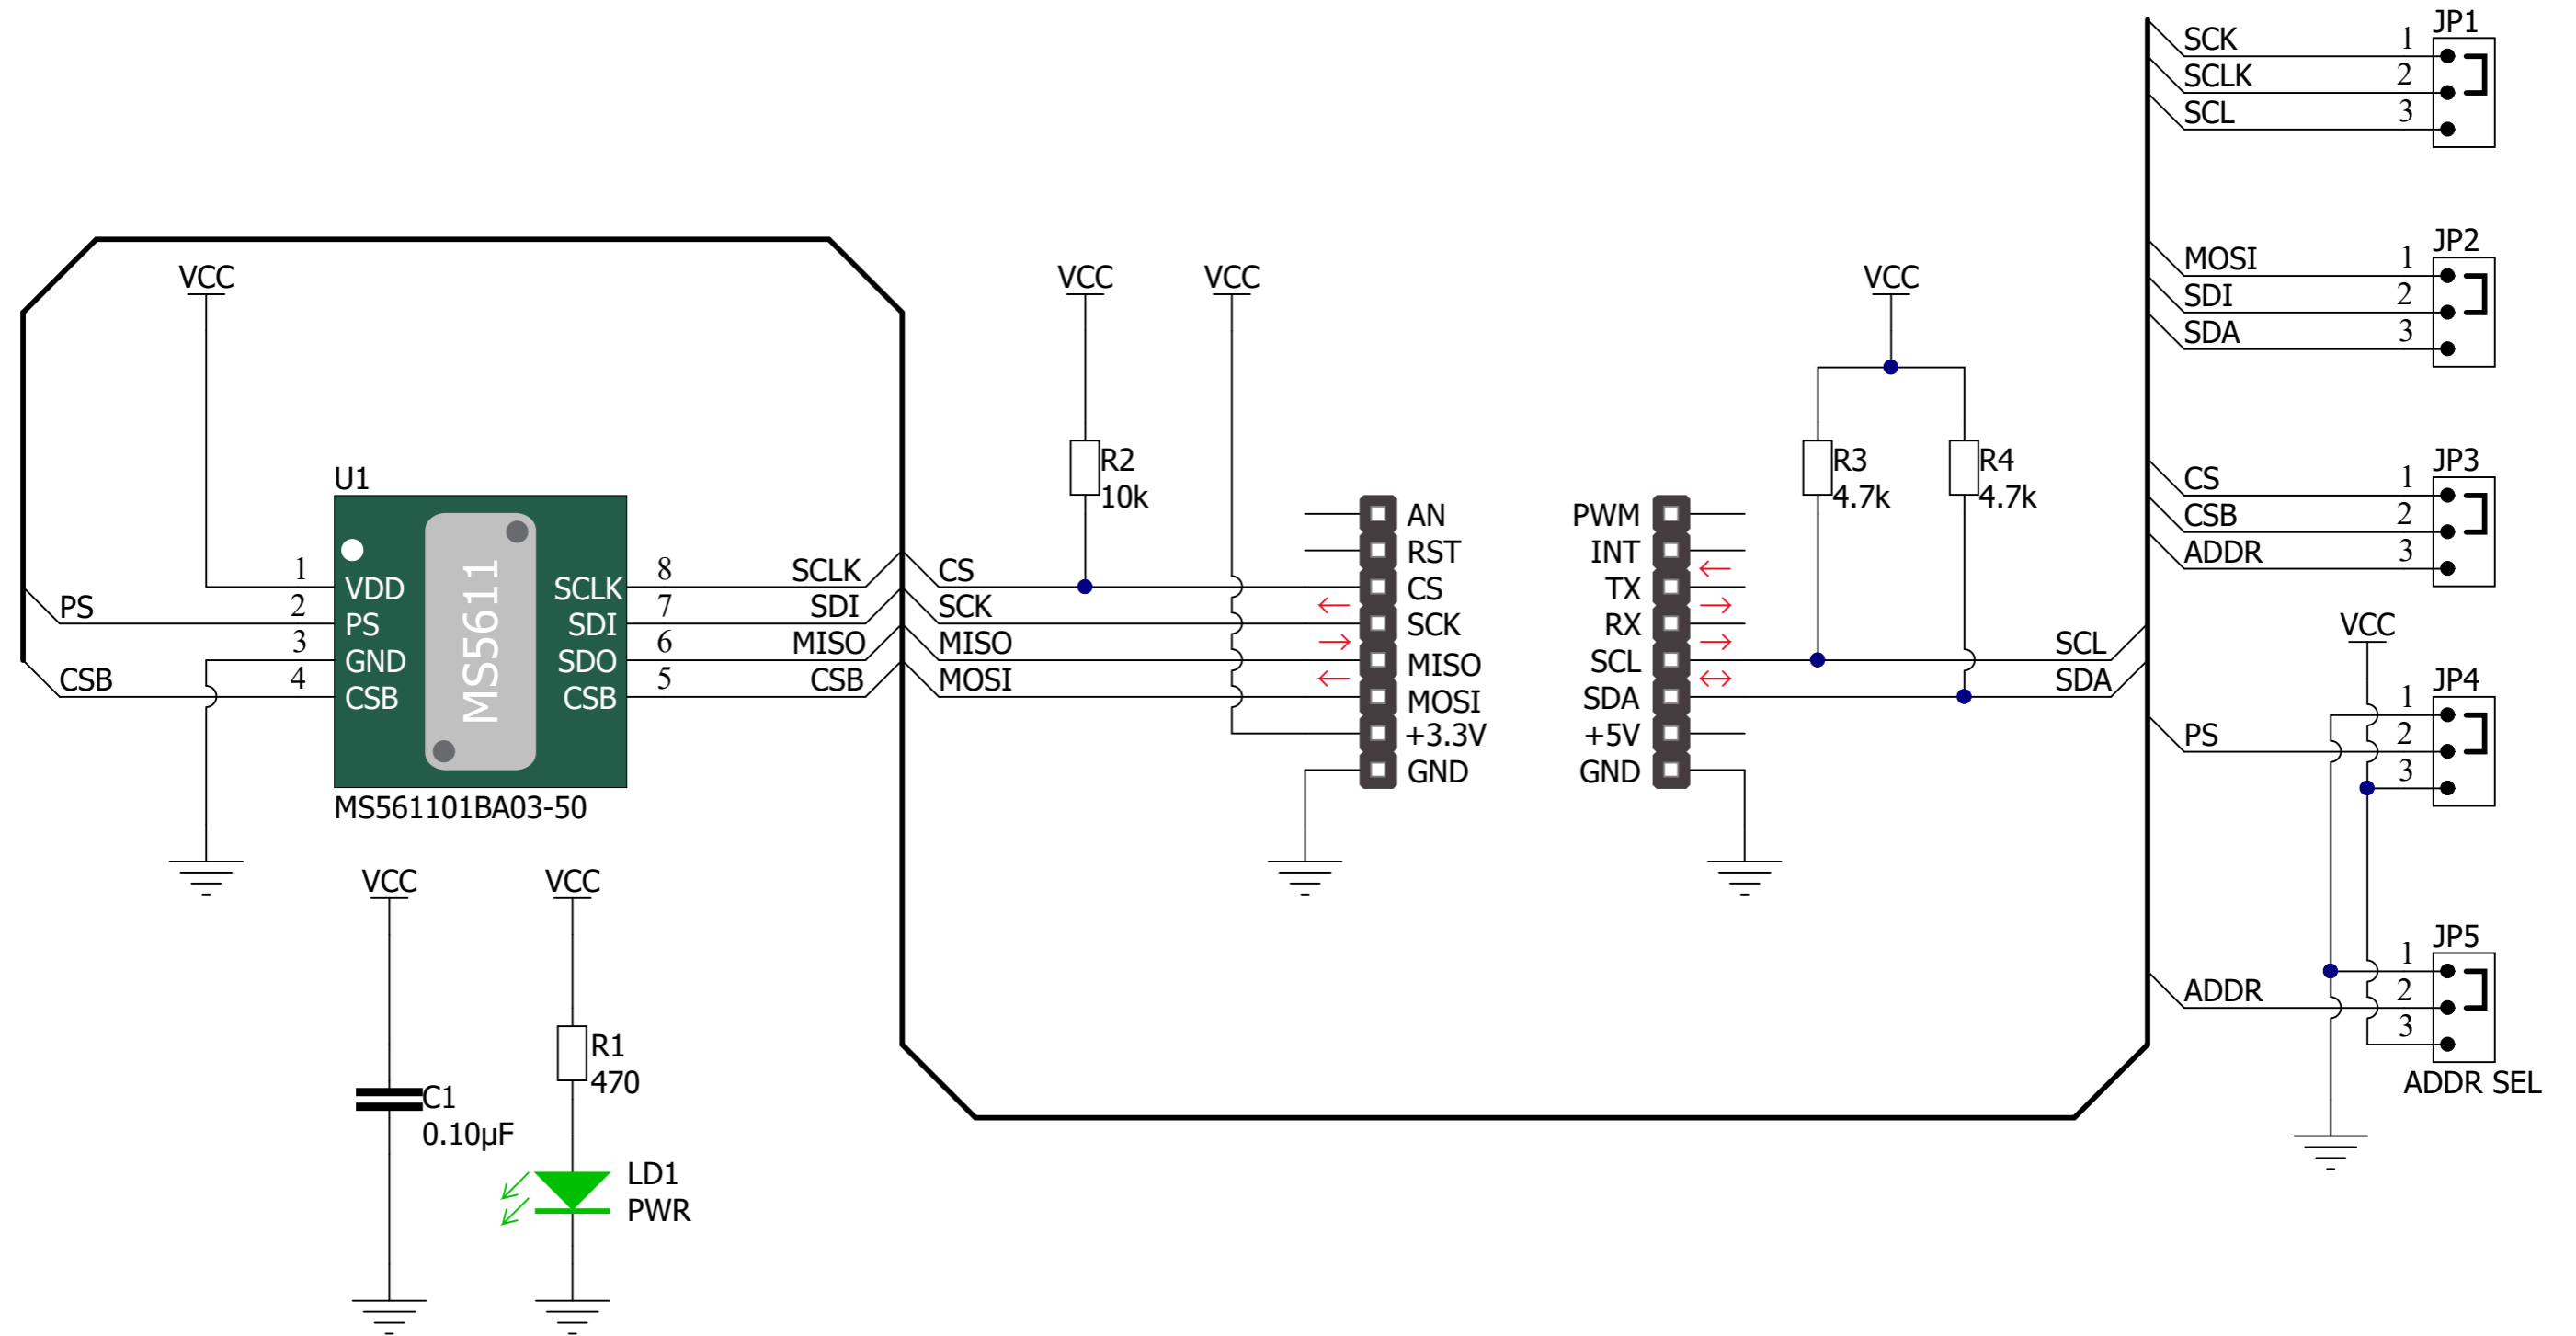 JP1
SCK 1
SCLK 2
SCL 3
JP2
MOSI 1
SDI 2
SDA 3
JP3
CS 1
CSB 2
ADDR 3
VCC
JP4
1
PS 2
3
JP5
1
ADDR 2
3
ADDR SEL
VCC
U1
1 VDD
PS 2 PS
3 GND
CSB 4 CSB
MS5611
SCLK 8 SCLK
SDI 7 SDI
SDO 6 MISO
CSB 5 CSB
MS561101BA03-50
VCC
C1
0.10µF
VCC
R1
470
LD1
PWR
VCC
R2
10k
VCC
CS
SCK
MISO
MOSI
AN
RST
CS
SCK
MISO
MOSI
+3.3V
GND
PWM
INT
TX
RX
SCL
SDA
+5V
GND
VCC
R3
4.7k
R4
4.7k
SCL
SDA